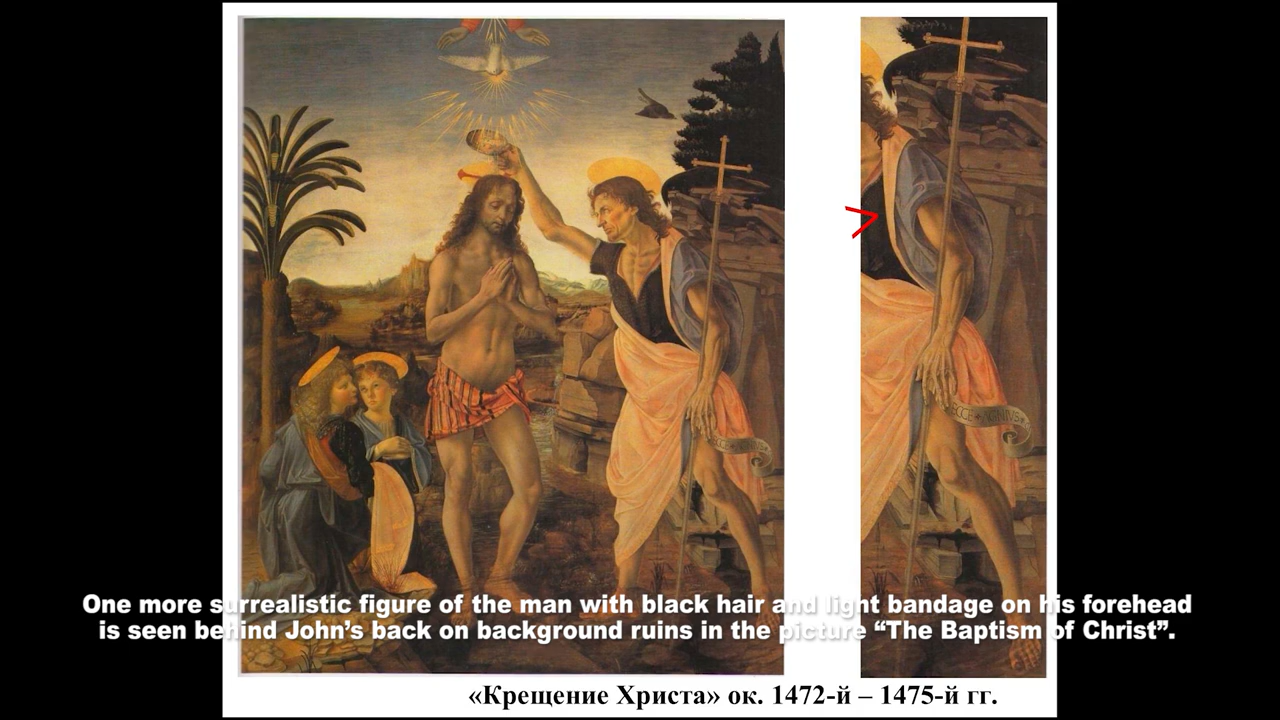 ECCE
One more surrealistic figure of the man with black hair and light bandage on his forehead
is seen behind John’s back on background ruins in the picture “The Baptism of Christ”.
«Крещение Христа» ок. 1472-й – 1475-й гг.